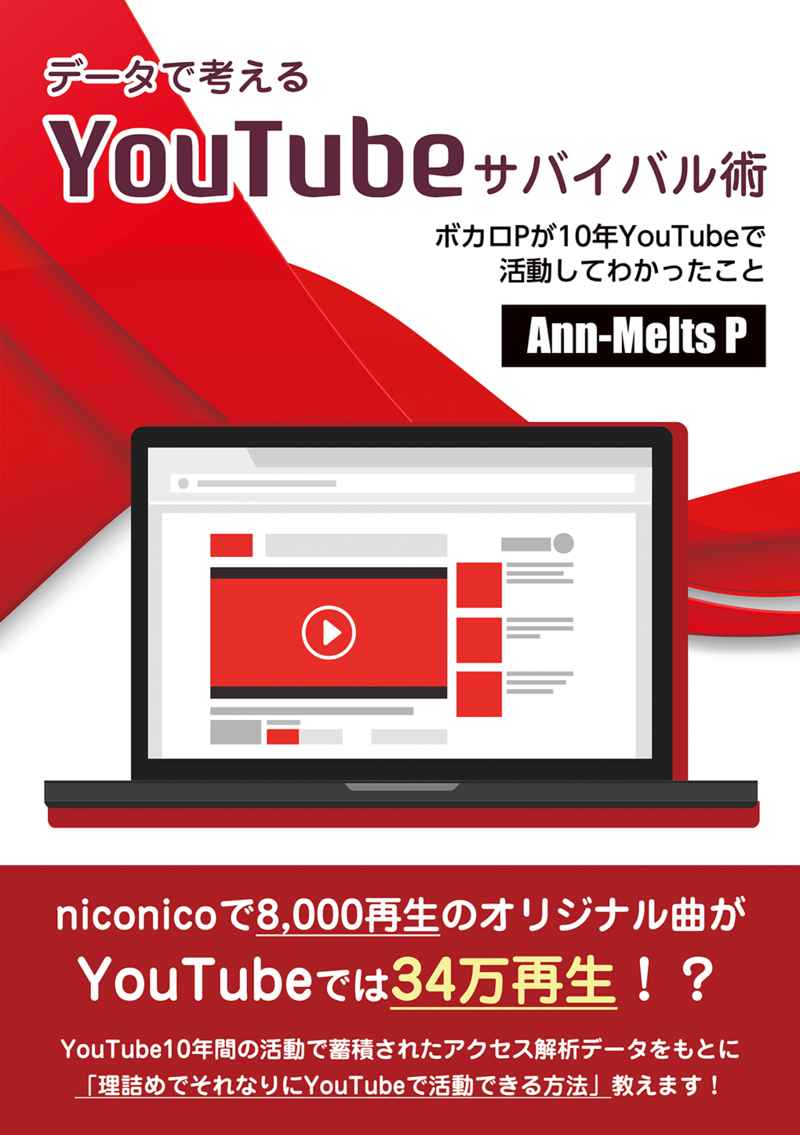 データで考える
YouTubeサバイバル術
ボカロPが10年YouTubeで
活動してわかったこと
Ann-Melts P
niconicoで8,000再生のオリジナル曲が
YouTubeでは34万再生！？
YouTube10年間の活動で蓄積されたアクセス解析データをもとに
「理詰めでそれなりにYouTubeで活動できる方法」教えます！